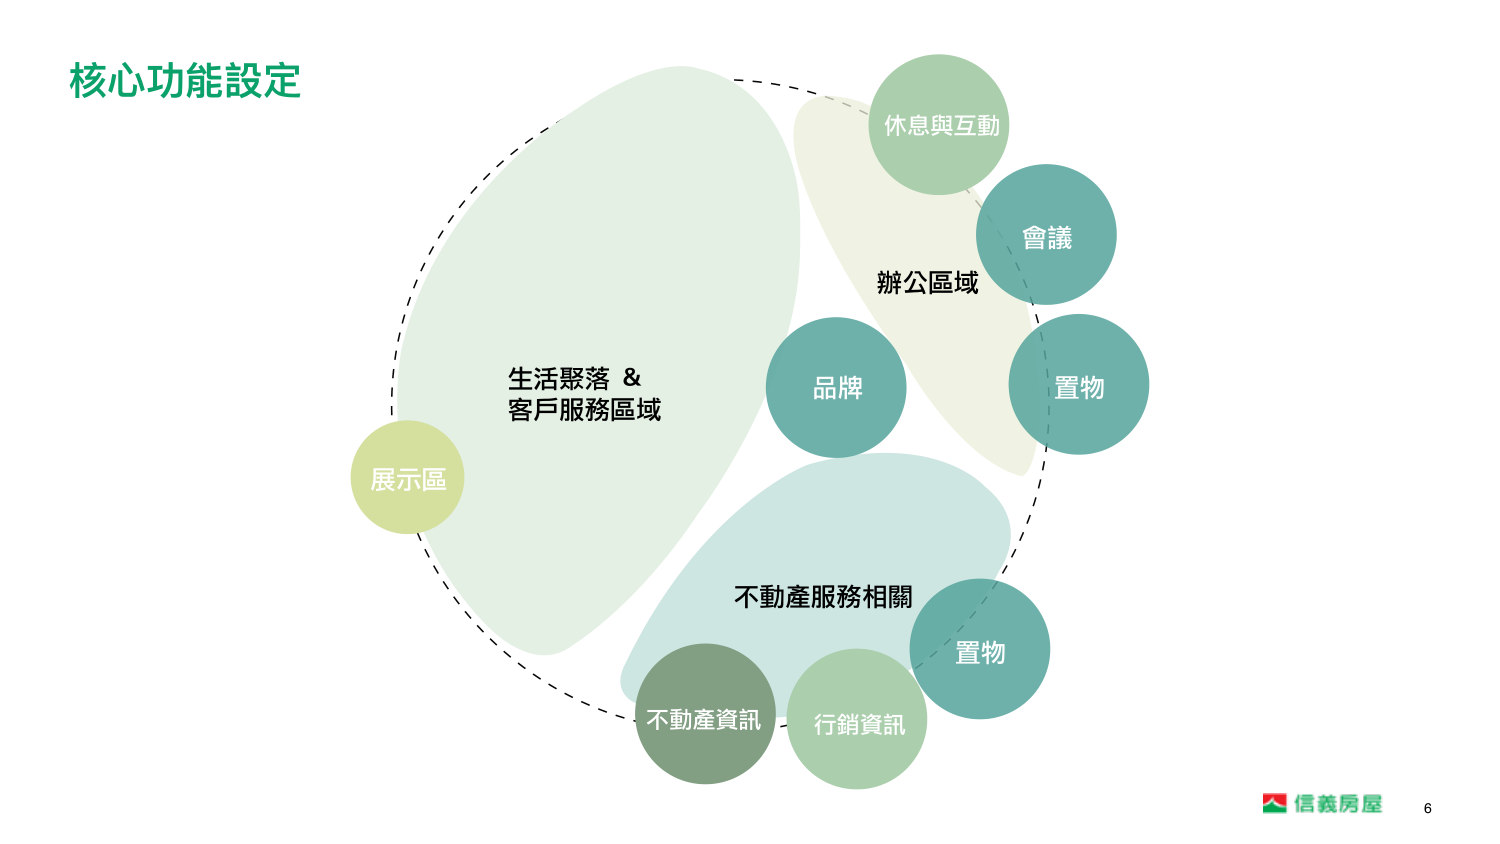 核心功能設定
休息與互動
會議
辦公區域
置物
品牌
生活聚落 &
客戶服務區域
展示區
不動產服務相關
置物
不動產資訊
行銷資訊
信義房屋
6